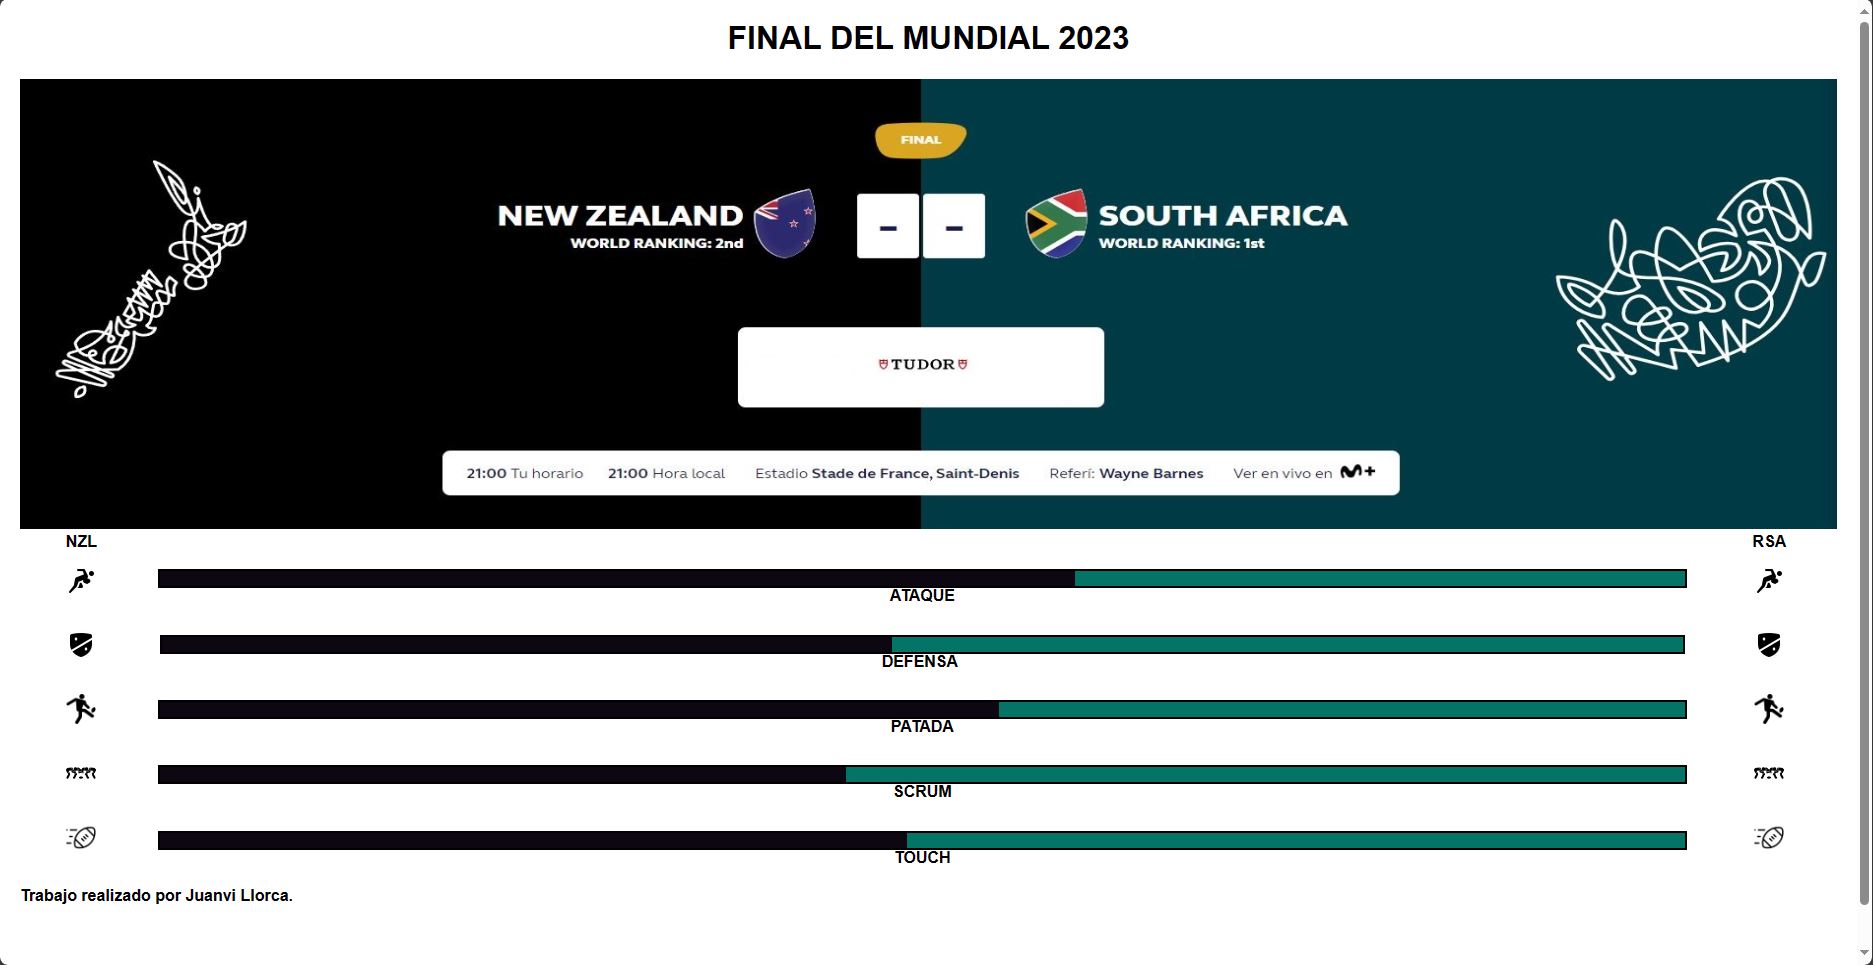 FINAL DEL MUNDIAL 2023
FINAL
NEW ZEALAND
WORLD RANKING: 2nd
- -
SOUTH AFRICA
WORLD RANKING: 1st
TUDOR
21:00 Tu horario 21:00 Hora local Estadio Stade de France, Saint-Denis Referí: Wayne Barnes Ver en vivo en M+
NZL RSA
ATAQUE
DEFENSA
PATADA
SCRUM
TOUCH
Trabajo realizado por Juanvi Llorca.